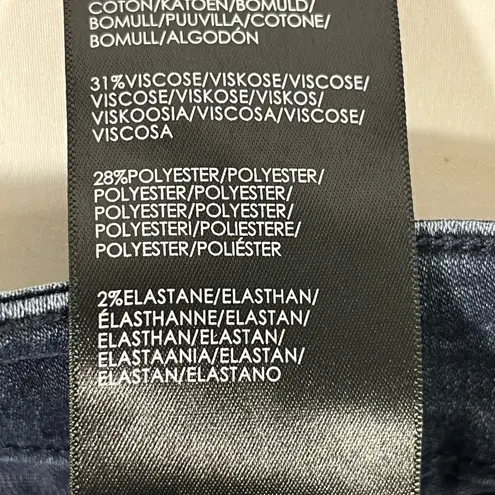 COTON/KATOEN/BOMULD/
BOMULL/PUUVILLA/COTONE/
BOMULL/ALGODÓN
31%VISCOSE/VISKOSE/VISCOSE/
VISCOSE/VISKOSE/VISKOS/
VISKOOSIA/VISCOSA/VISCOSE/
VISCOSA
28%POLYESTER/POLYESTER/
POLYESTER/POLYESTER/
POLYESTER/POLYESTER/
POLYESTERI/POLIESTERE/
POLYESTER/POLIÉSTER
2%ELASTANE/ELASTHAN/
ÉLASTHANNE/ELASTAN/
ELASTHAN/ELASTAN/
ELASTAANIA/ELASTAN/
ELASTAN/ELASTANO